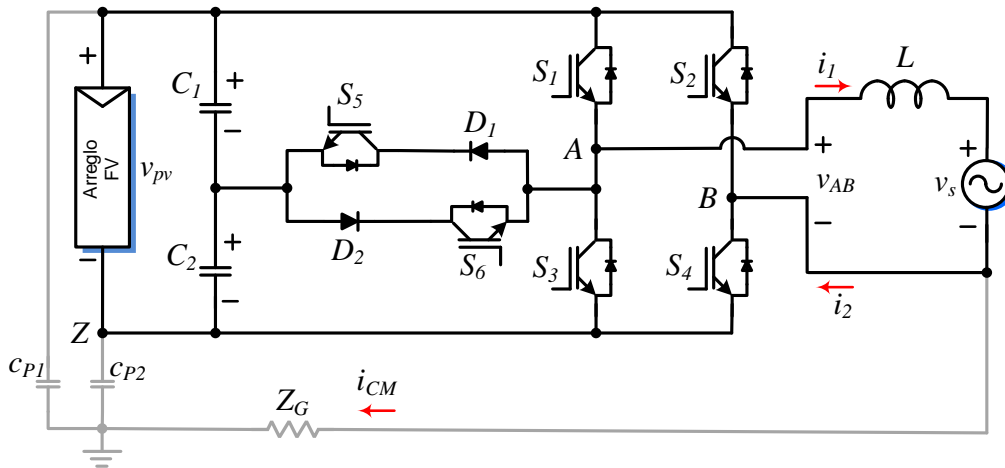 +
C1
+
−
S5
D1
S1
S2
i1
L
Arreglo
FV
vpv
A
+
vAB
−
+
vs
−
B
D2
S6
−
C2
+
−
S3
S4
i2
Z
cP1
cP2
ZG
iCM